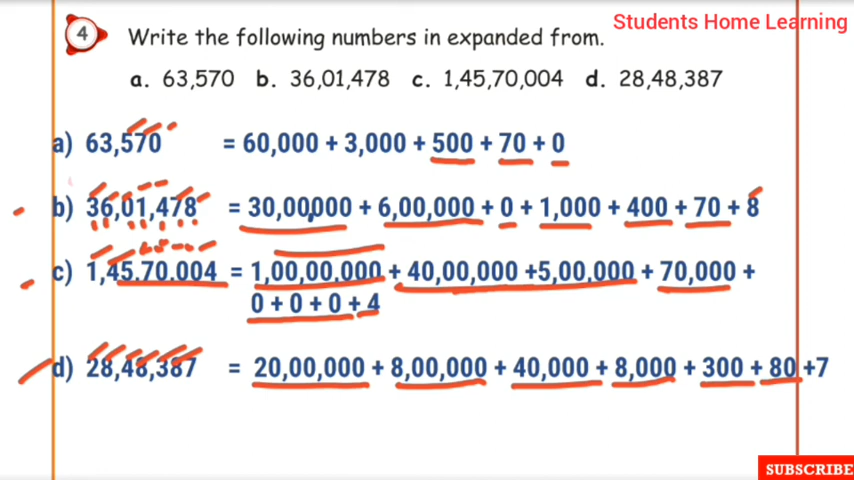 Students Home Learning
4 Write the following numbers in expanded from.
a. 63,570 b. 36,01,478 c. 1,45,70,004 d. 28,48,387
a) 63,570 = 60,000 + 3,000 + 500 + 70 + 0
b) 36,01,478 = 30,00,000 + 6,00,000 + 0 + 1,000 + 400 + 70 + 8
c) 1,45,70,004 = 1,00,00,000 + 40,00,000 +5,00,000 + 70,000 +
0 + 0 + 0 + 4
d) 28,48,387 = 20,00,000 + 8,00,000 + 40,000 + 8,000 + 300 + 80 +7
SUBSCRIBE